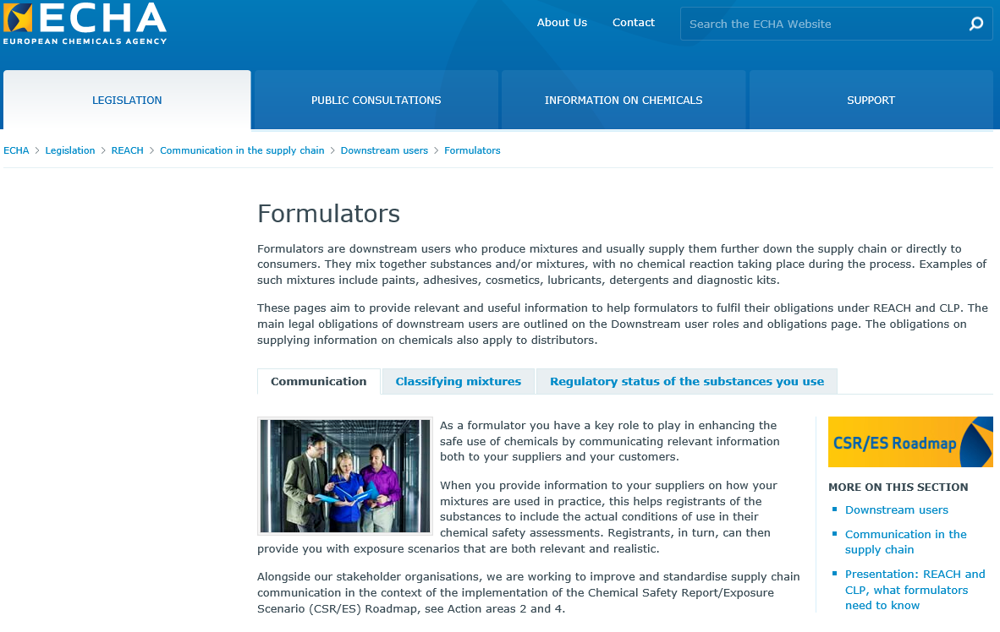 ECHA
EUROPEAN CHEMICALS AGENCY
About Us
Contact
Search the ECHA Website
LEGISLATION
PUBLIC CONSULTATIONS
INFORMATION ON CHEMICALS
SUPPORT
ECHA > Legislation > REACH > Communication in the supply chain > Downstream users > Formulators
Formulators
Formulators are downstream users who produce mixtures and usually supply them further down the supply chain or directly to
consumers. They mix together substances and/or mixtures, with no chemical reaction taking place during the process. Examples of
such mixtures include paints, adhesives, cosmetics, lubricants, detergents and diagnostic kits.
These pages aim to provide relevant and useful information to help formulators to fulfil their obligations under REACH and CLP. The
main legal obligations of downstream users are outlined on the Downstream user roles and obligations page. The obligations on
supplying information on chemicals also apply to distributors.
Communication
Classifying mixtures
Regulatory status of the substances you use
As a formulator you have a key role to play in enhancing the
safe use of chemicals by communicating relevant information
both to your suppliers and your customers.
When you provide information to your suppliers on how your
mixtures are used in practice, this helps registrants of the
substances to include the actual conditions of use in their
chemical safety assessments. Registrants, in turn, can then
provide you with exposure scenarios that are both relevant and realistic.
Alongside our stakeholder organisations, we are working to improve and standardise supply chain
communication in the context of the implementation of the Chemical Safety Report/Exposure
Scenario (CSR/ES) Roadmap, see Action areas 2 and 4.
CSR/ES Roadmap
MORE ON THIS SECTION
Downstream users
Communication in the
supply chain
Presentation: REACH and
CLP, what formulators
need to know